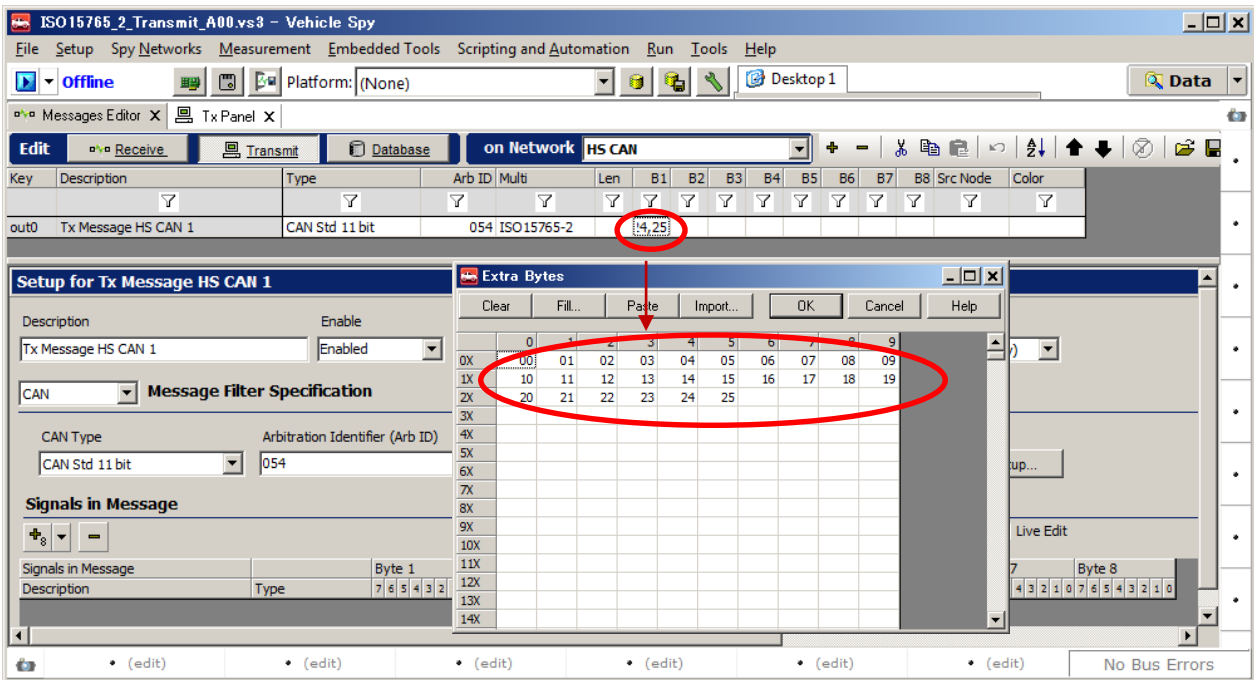 ISO15765_2_Transmit_A00.vs3 - Vehicle Spy
File Setup Spy Networks Measurement Embedded Tools Scripting and Automation Run Tools Help
Offline Platform: (None) Desktop 1 Data
Messages Editor X Tx Panel X
Edit Receive Transmit Database on Network HS CAN
Key Description Type Arb ID Multi Len B1 B2 B3 B4 B5 B6 B7 B8 Src Node Color
out0 Tx Message HS CAN 1 CAN Std 11 bit 054 ISO15765-2 !4,25
Setup for Tx Message HS CAN 1
Extra Bytes
Clear Fill... Paste Import... OK Cancel Help
Description Enable
Tx Message HS CAN 1 Enabled
CAN Message Filter Specification
CAN Type Arbitration Identifier (Arb ID)
CAN Std 11 bit 054
Signals in Message
8
Signals in Message Byte 1
Description Type 7 6 5 4 3 2
0 1 2 3 4 5 6 7 8 9
0X 00 01 02 03 04 05 06 07 08 09
1X 10 11 12 13 14 15 16 17 18 19
2X 20 21 22 23 24 25
3X
4X
5X
6X
7X
8X
9X
10X
11X
12X
13X
14X
)
tup...
Live Edit
7 Byte 8
4 3 2 1 0 7 6 5 4 3 2 1 0
(edit) (edit) (edit) (edit) (edit) (edit) No Bus Errors